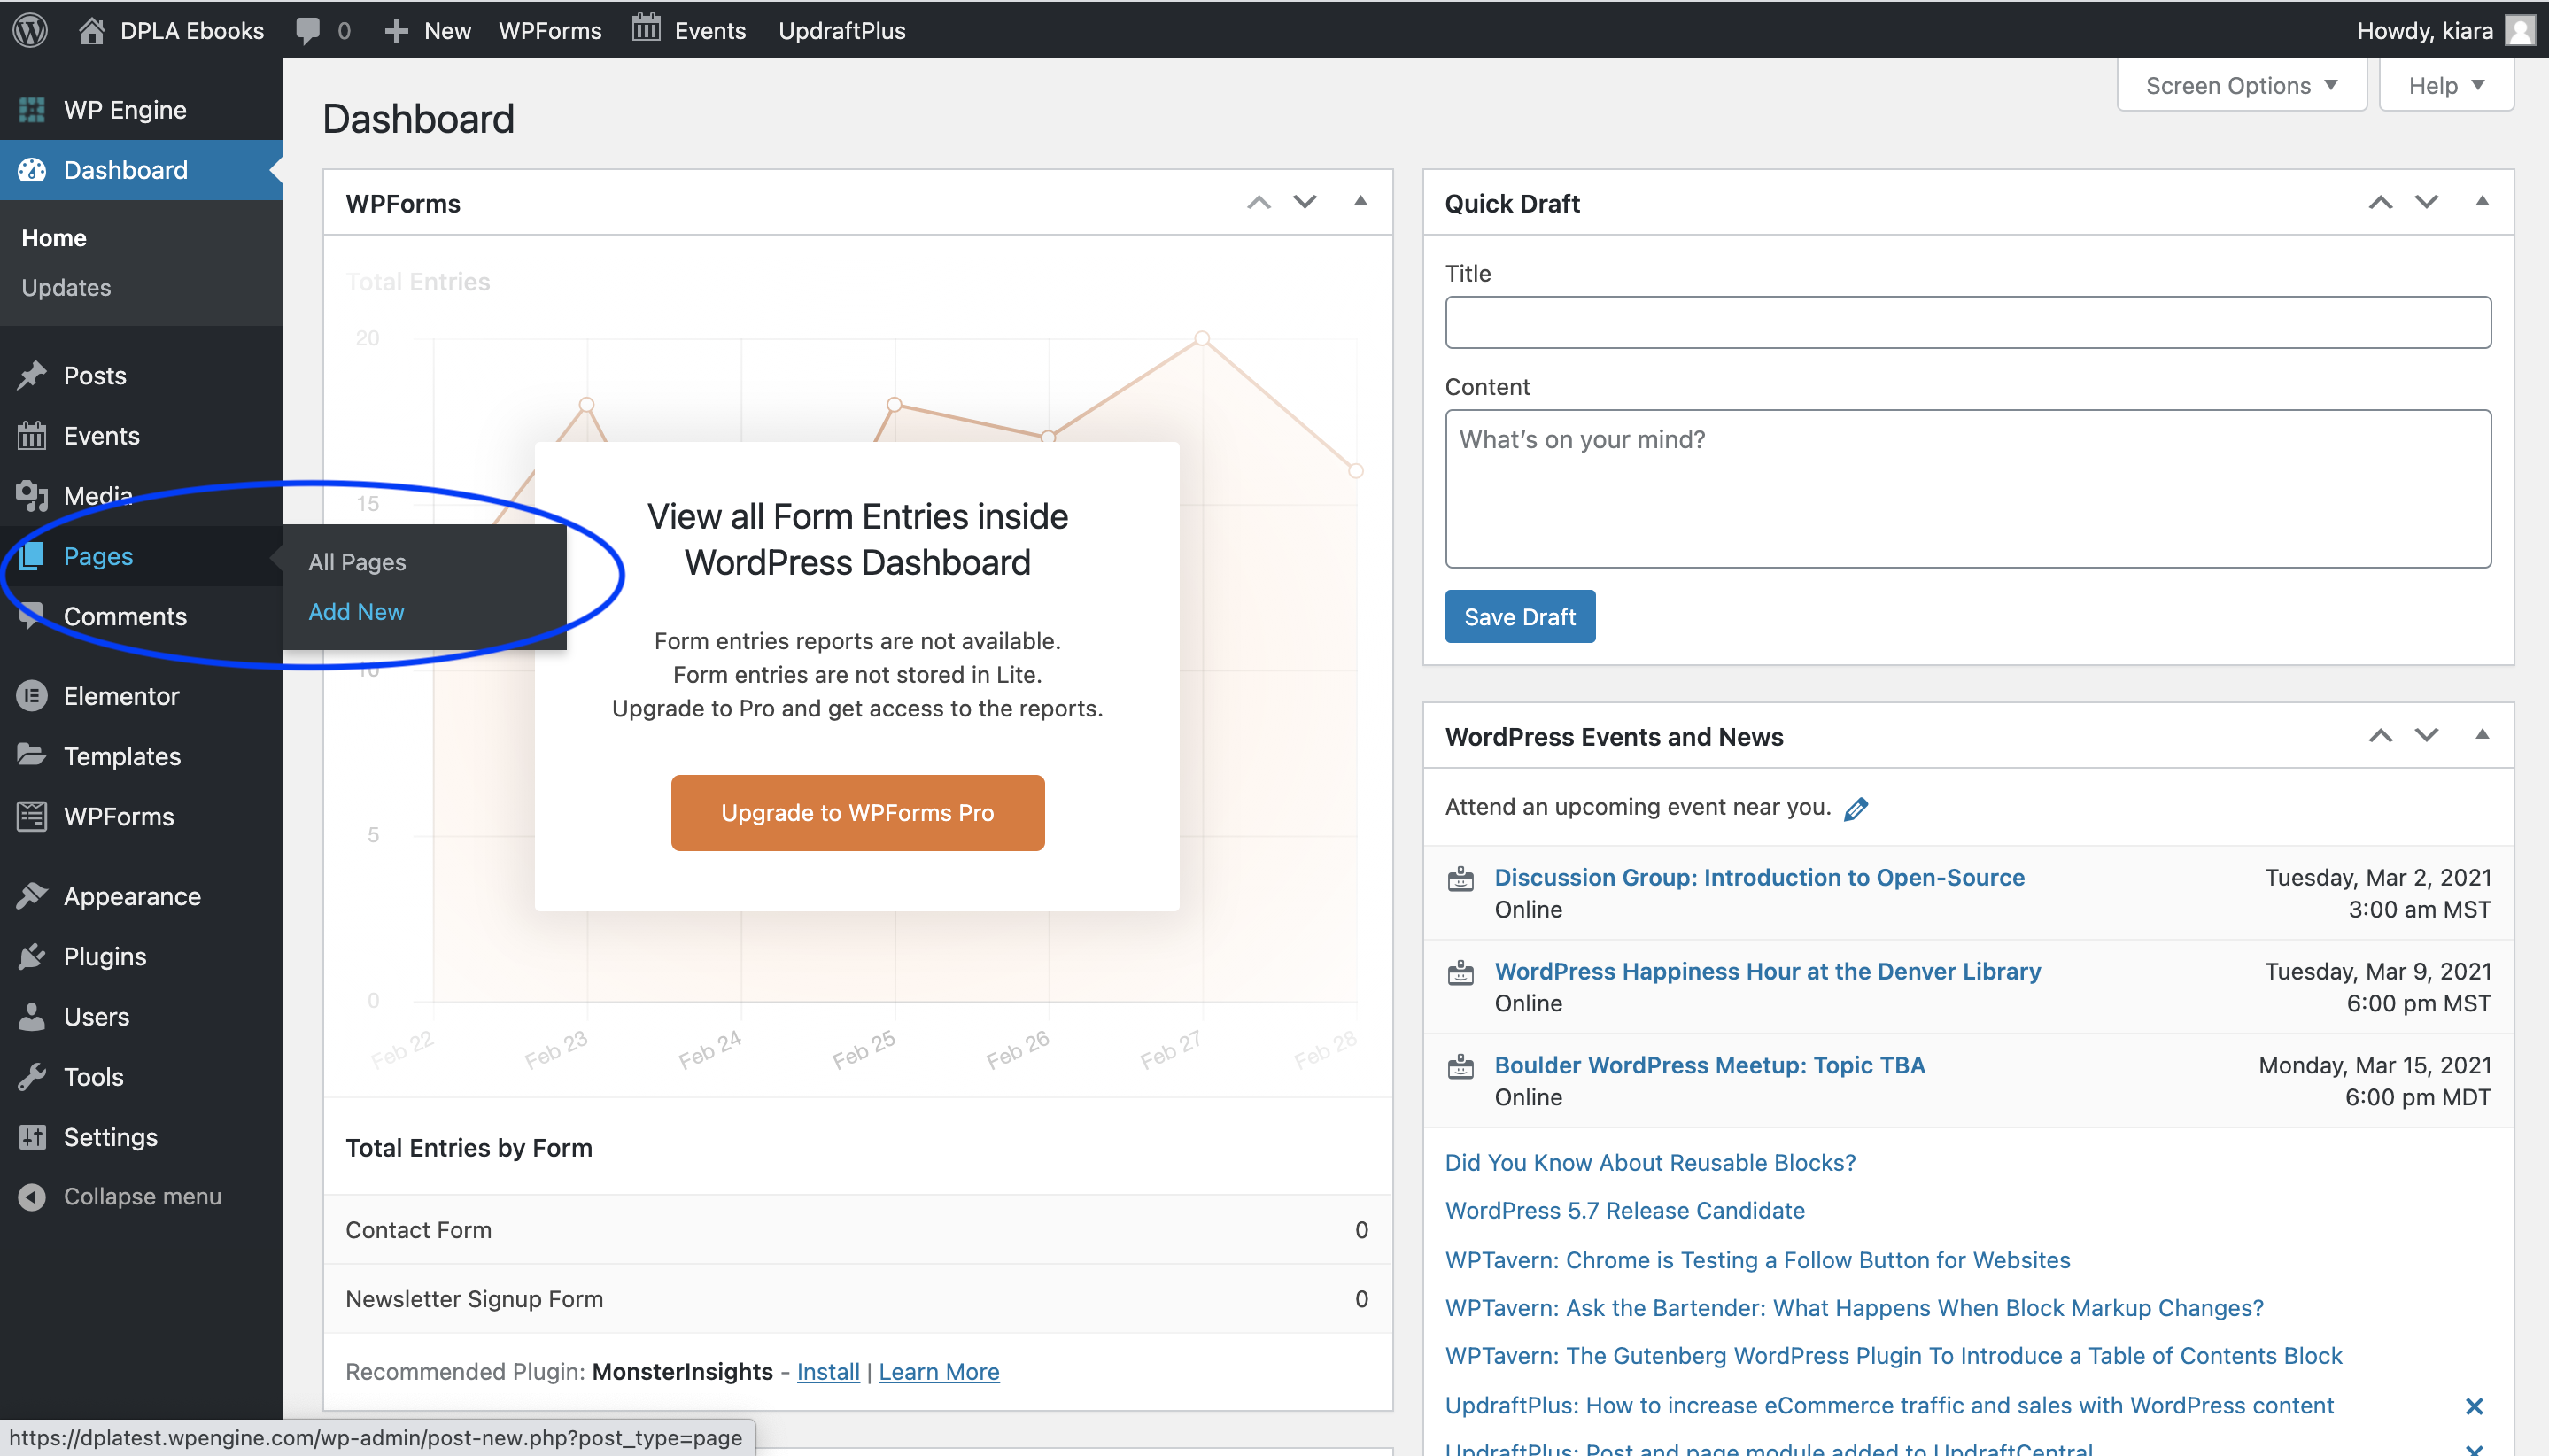 DPLA Ebooks 0 New WPForms Events UpdraftPlus Howdy, kiara
WP Engine
Dashboard
Home
Updates
Posts
Events
Media
Pages
All Pages
Add New
Comments
Elementor
Templates
WPForms
Appearance
Plugins
Users
Tools
Settings
Collapse menu
Screen Options Help
Dashboard
WPForms
Total Entries
20
15
10
5
0
Feb 22 Feb 23 Feb 24 Feb 25 Feb 26 Feb 27 Feb 28
View all Form Entries inside
WordPress Dashboard
Form entries reports are not available.
Form entries are not stored in Lite.
Upgrade to Pro and get access to the reports.
Upgrade to WPForms Pro
Total Entries by Form
Contact Form 0
Newsletter Signup Form 0
Recommended Plugin: MonsterInsights - Install | Learn More
Quick Draft
Title
Content
What's on your mind?
Save Draft
WordPress Events and News
Attend an upcoming event near you.
Discussion Group: Introduction to Open-Source Tuesday, Mar 2, 2021
Online 3:00 am MST
WordPress Happiness Hour at the Denver Library Tuesday, Mar 9, 2021
Online 6:00 pm MST
Boulder WordPress Meetup: Topic TBA Monday, Mar 15, 2021
Online 6:00 pm MDT
Did You Know About Reusable Blocks?
WordPress 5.7 Release Candidate
WPTavern: Chrome is Testing a Follow Button for Websites
WPTavern: Ask the Bartender: What Happens When Block Markup Changes?
WPTavern: The Gutenberg WordPress Plugin To Introduce a Table of Contents Block
UpdraftPlus: How to increase eCommerce traffic and sales with WordPress content
UpdraftPlus: Post and page module added to UpdraftCentral
https://dplatest.wpengine.com/wp-admin/post-new.php?post_type=page